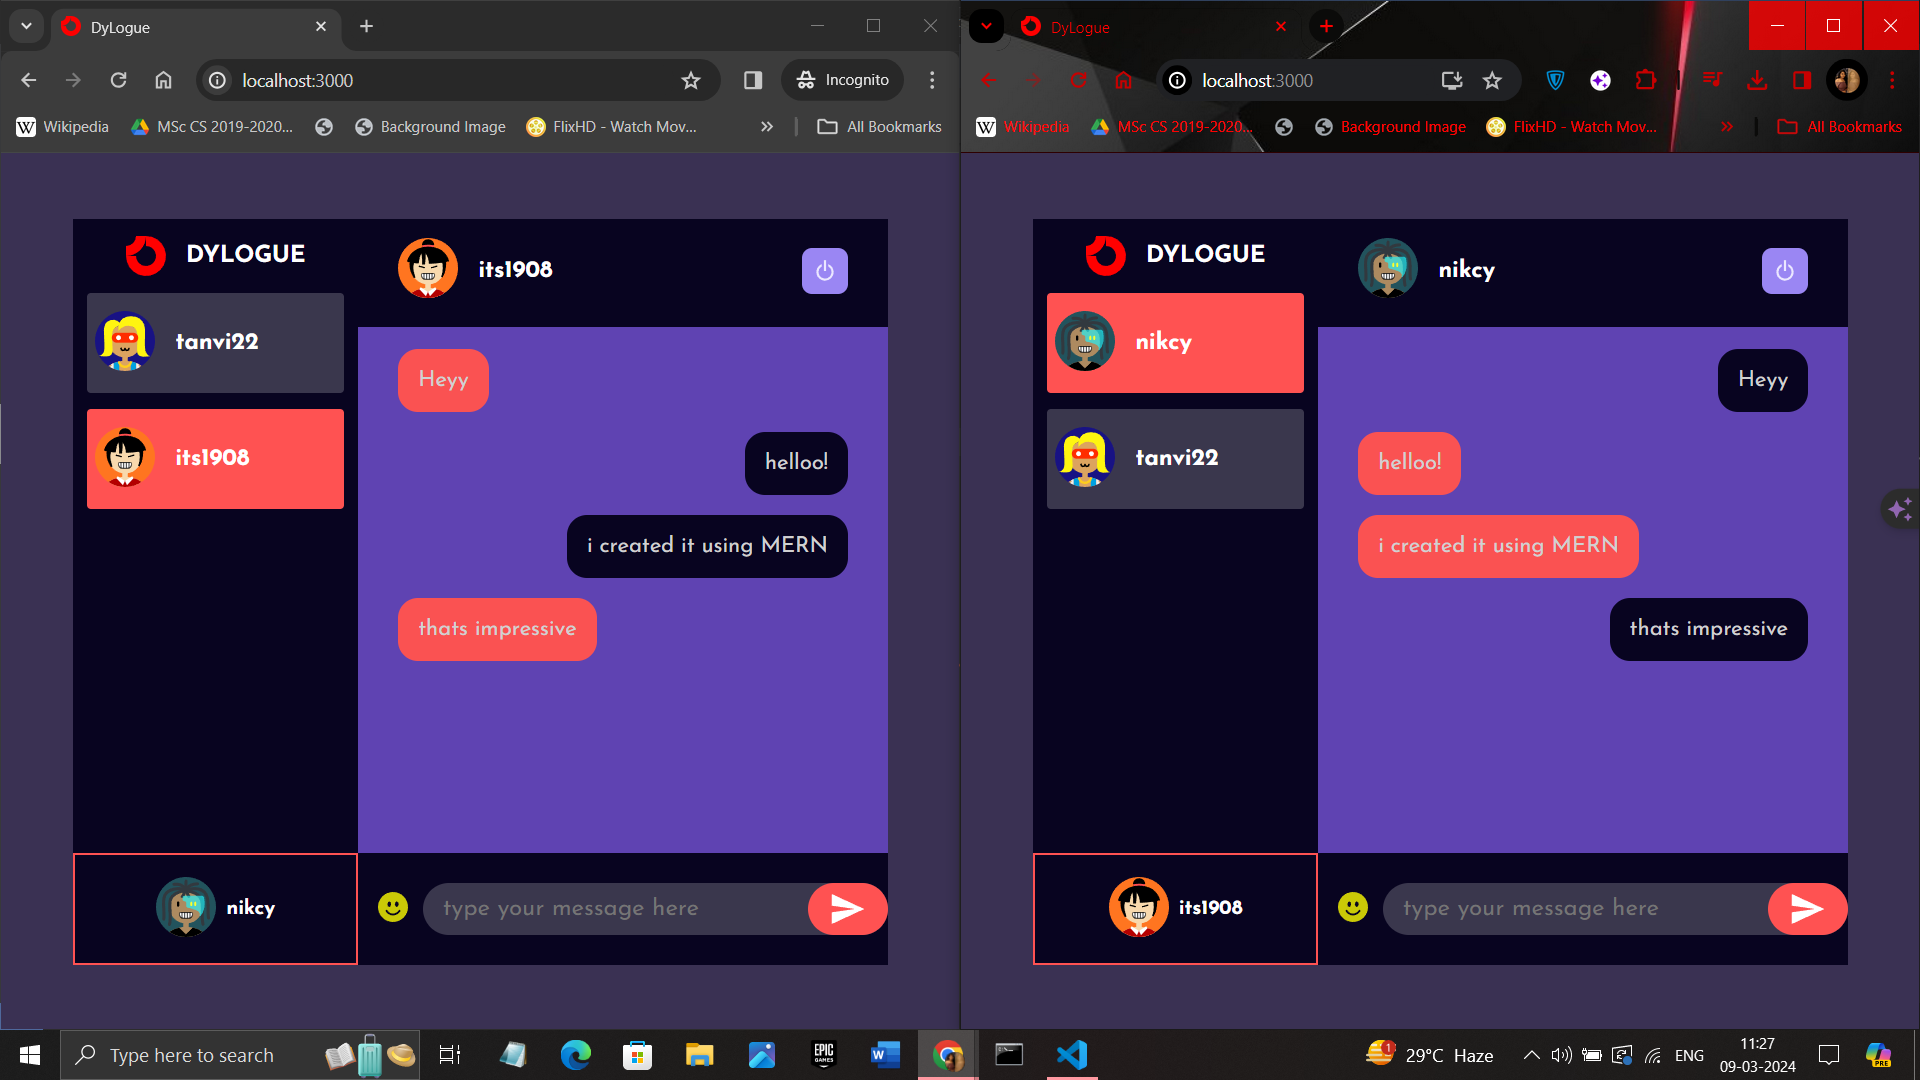 DyLogue
localhost:3000
Incognito
Wikipedia
MSc CS 2019-2020...
Background Image
FlixHD - Watch Mov...
All Bookmarks
DYLOGUE
its1908
tanvi22
its1908
Heyy
helloo!
i created it using MERN
thats impressive
nikcy
type your message here
DyLogue
localhost:3000
Wikipedia
MSc CS 2019-2020...
Background Image
FlixHD - Watch Mov...
All Bookmarks
DYLOGUE
nikcy
nikcy
tanvi22
Heyy
helloo!
i created it using MERN
thats impressive
its1908
type your message here
Type here to search
EPIC
GAMES
1
29°C Haze
ENG
11:27
09-03-2024
PRE